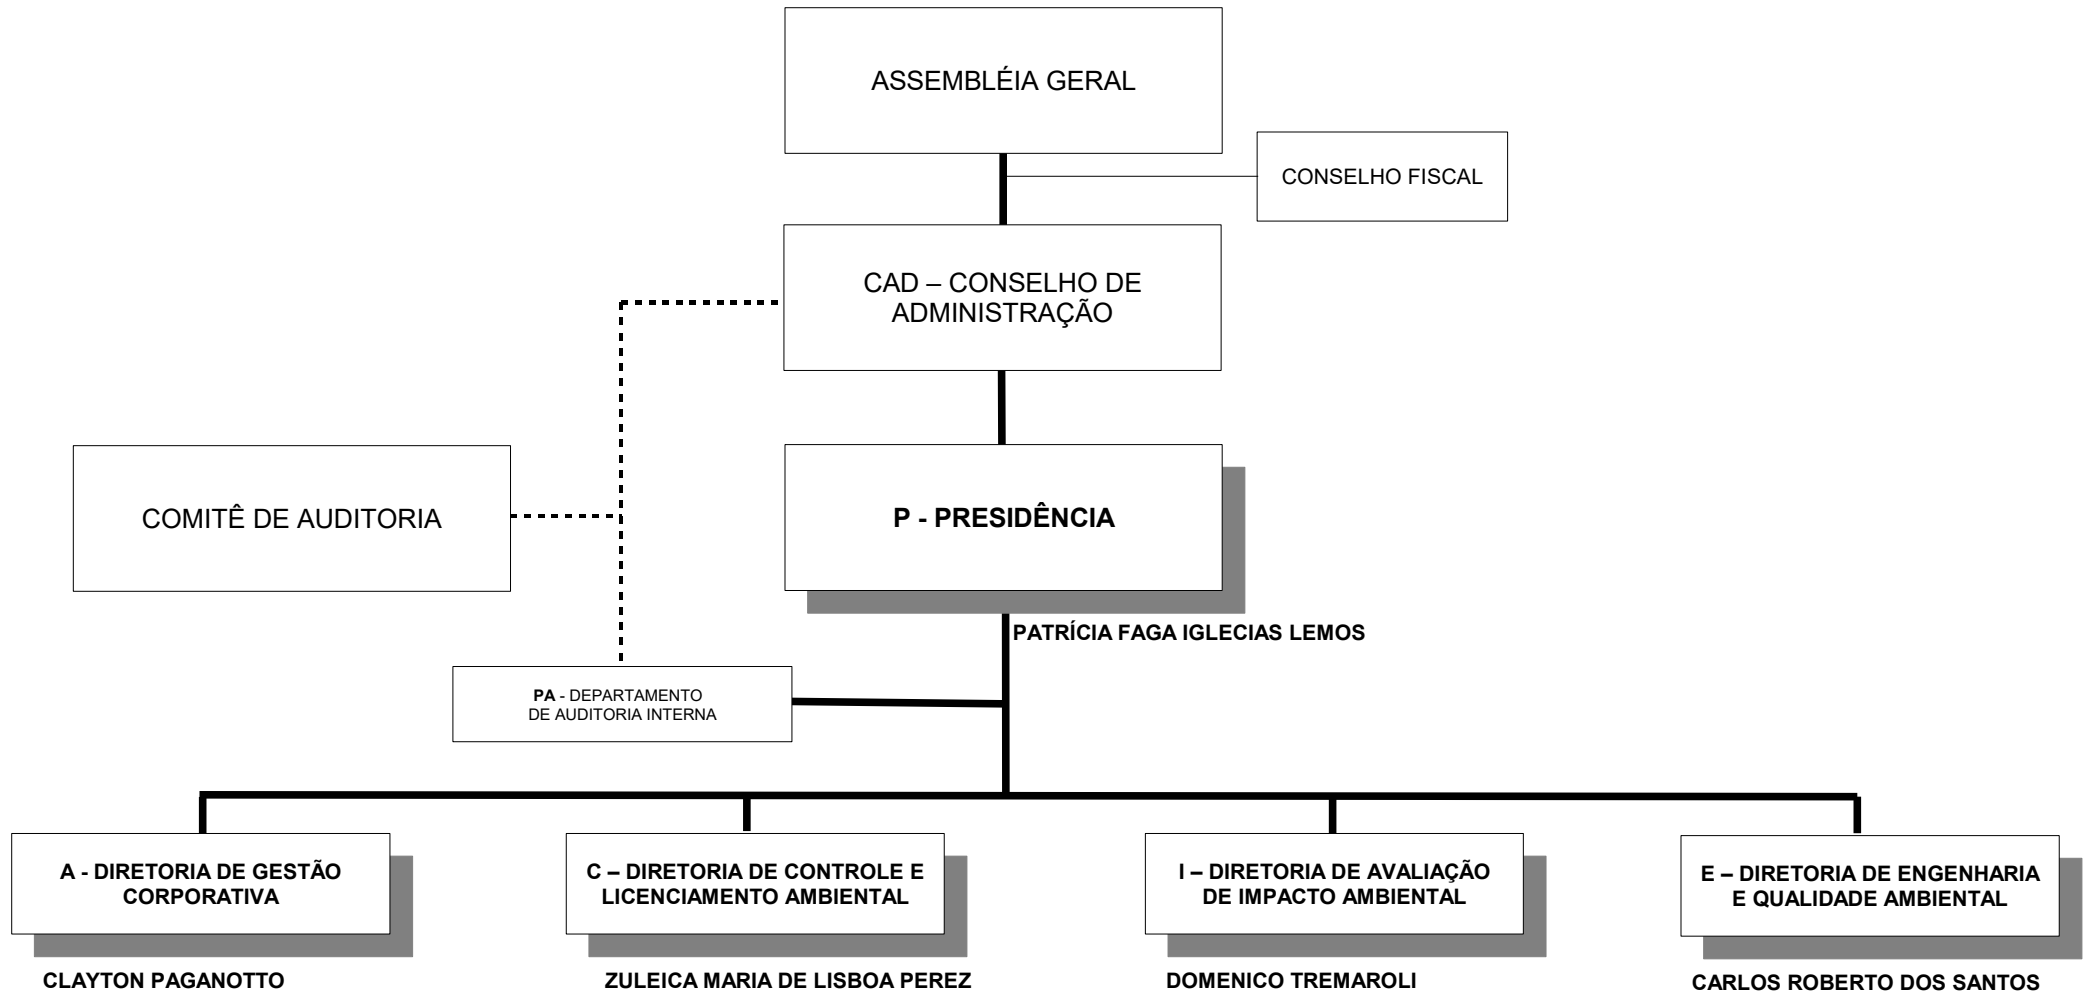 ASSEMBLÉIA GERAL
CONSELHO FISCAL
CAD – CONSELHO DE
ADMINISTRAÇÃO
COMITÊ DE AUDITORIA
P - PRESIDÊNCIA
PATRÍCIA FAGA IGLECIAS LEMOS
PA - DEPARTAMENTO
DE AUDITORIA INTERNA
A - DIRETORIA DE GESTÃO
CORPORATIVA
CLAYTON PAGANOTTO
C – DIRETORIA DE CONTROLE E
LICENCIAMENTO AMBIENTAL
ZULEICA MARIA DE LISBOA PEREZ
I – DIRETORIA DE AVALIAÇÃO
DE IMPACTO AMBIENTAL
DOMENICO TREMAROLI
E – DIRETORIA DE ENGENHARIA
E QUALIDADE AMBIENTAL
CARLOS ROBERTO DOS SANTOS